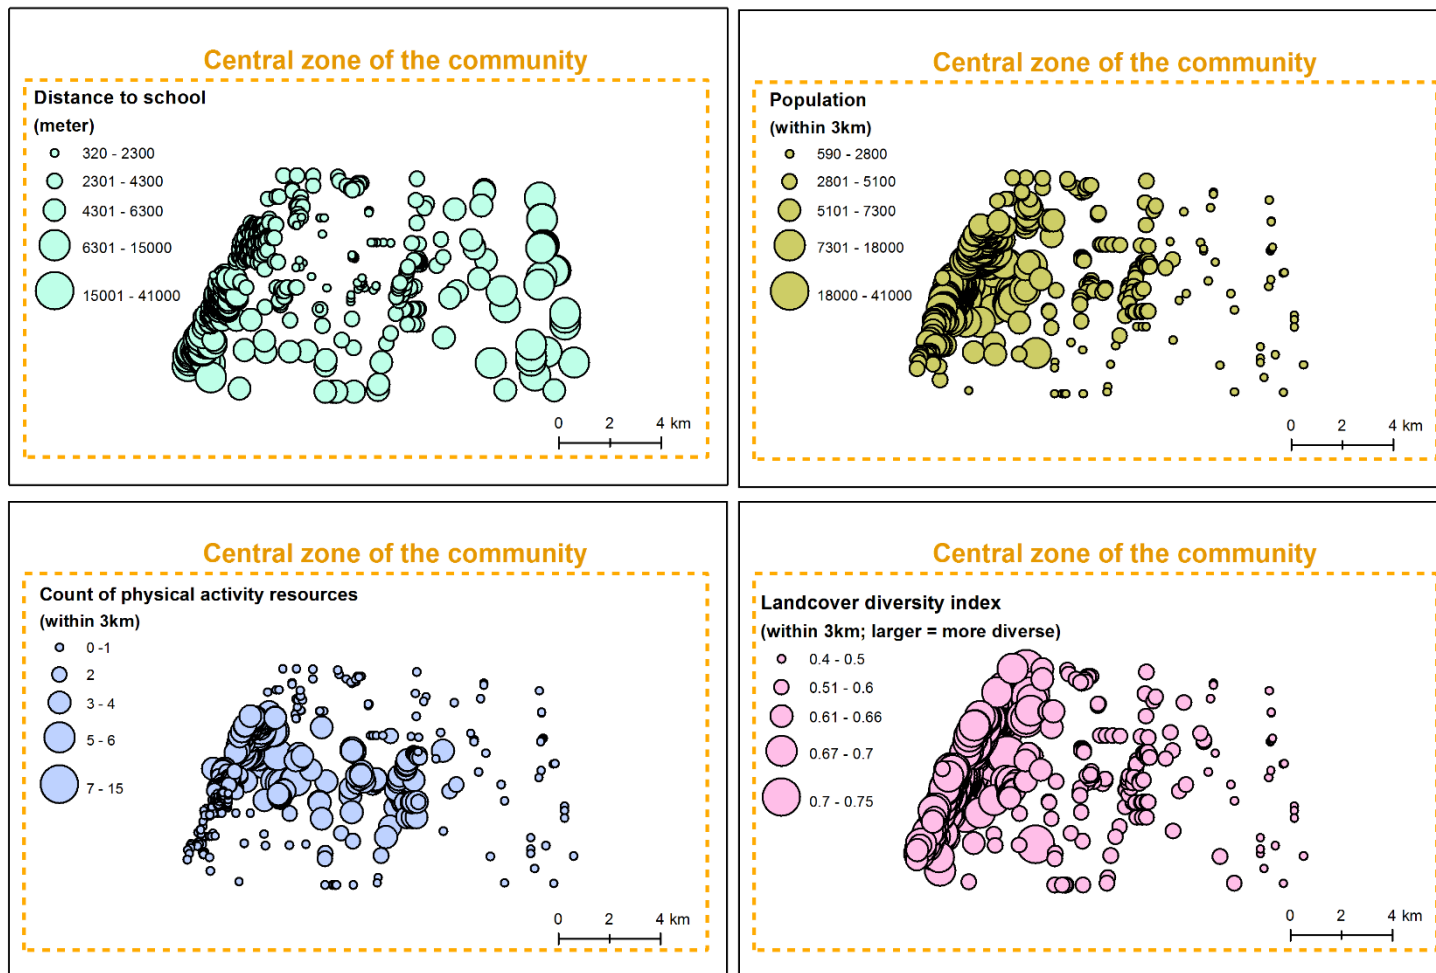 Central zone of the community
Distance to school
(meter)
320 - 2300
2301 - 4300
4301 - 6300
6301 - 15000
15001 - 41000
0 2 4 km
Central zone of the community
Population
(within 3km)
590 - 2800
2801 - 5100
5101 - 7300
7301 - 18000
18000 - 41000
0 2 4 km
Central zone of the community
Count of physical activity resources
(within 3km)
0 -1
2
3 - 4
5 - 6
7 - 15
0 2 4 km
Central zone of the community
Landcover diversity index
(within 3km; larger = more diverse)
0.4 - 0.5
0.51 - 0.6
0.61 - 0.66
0.67 - 0.7
0.7 - 0.75
0 2 4 km